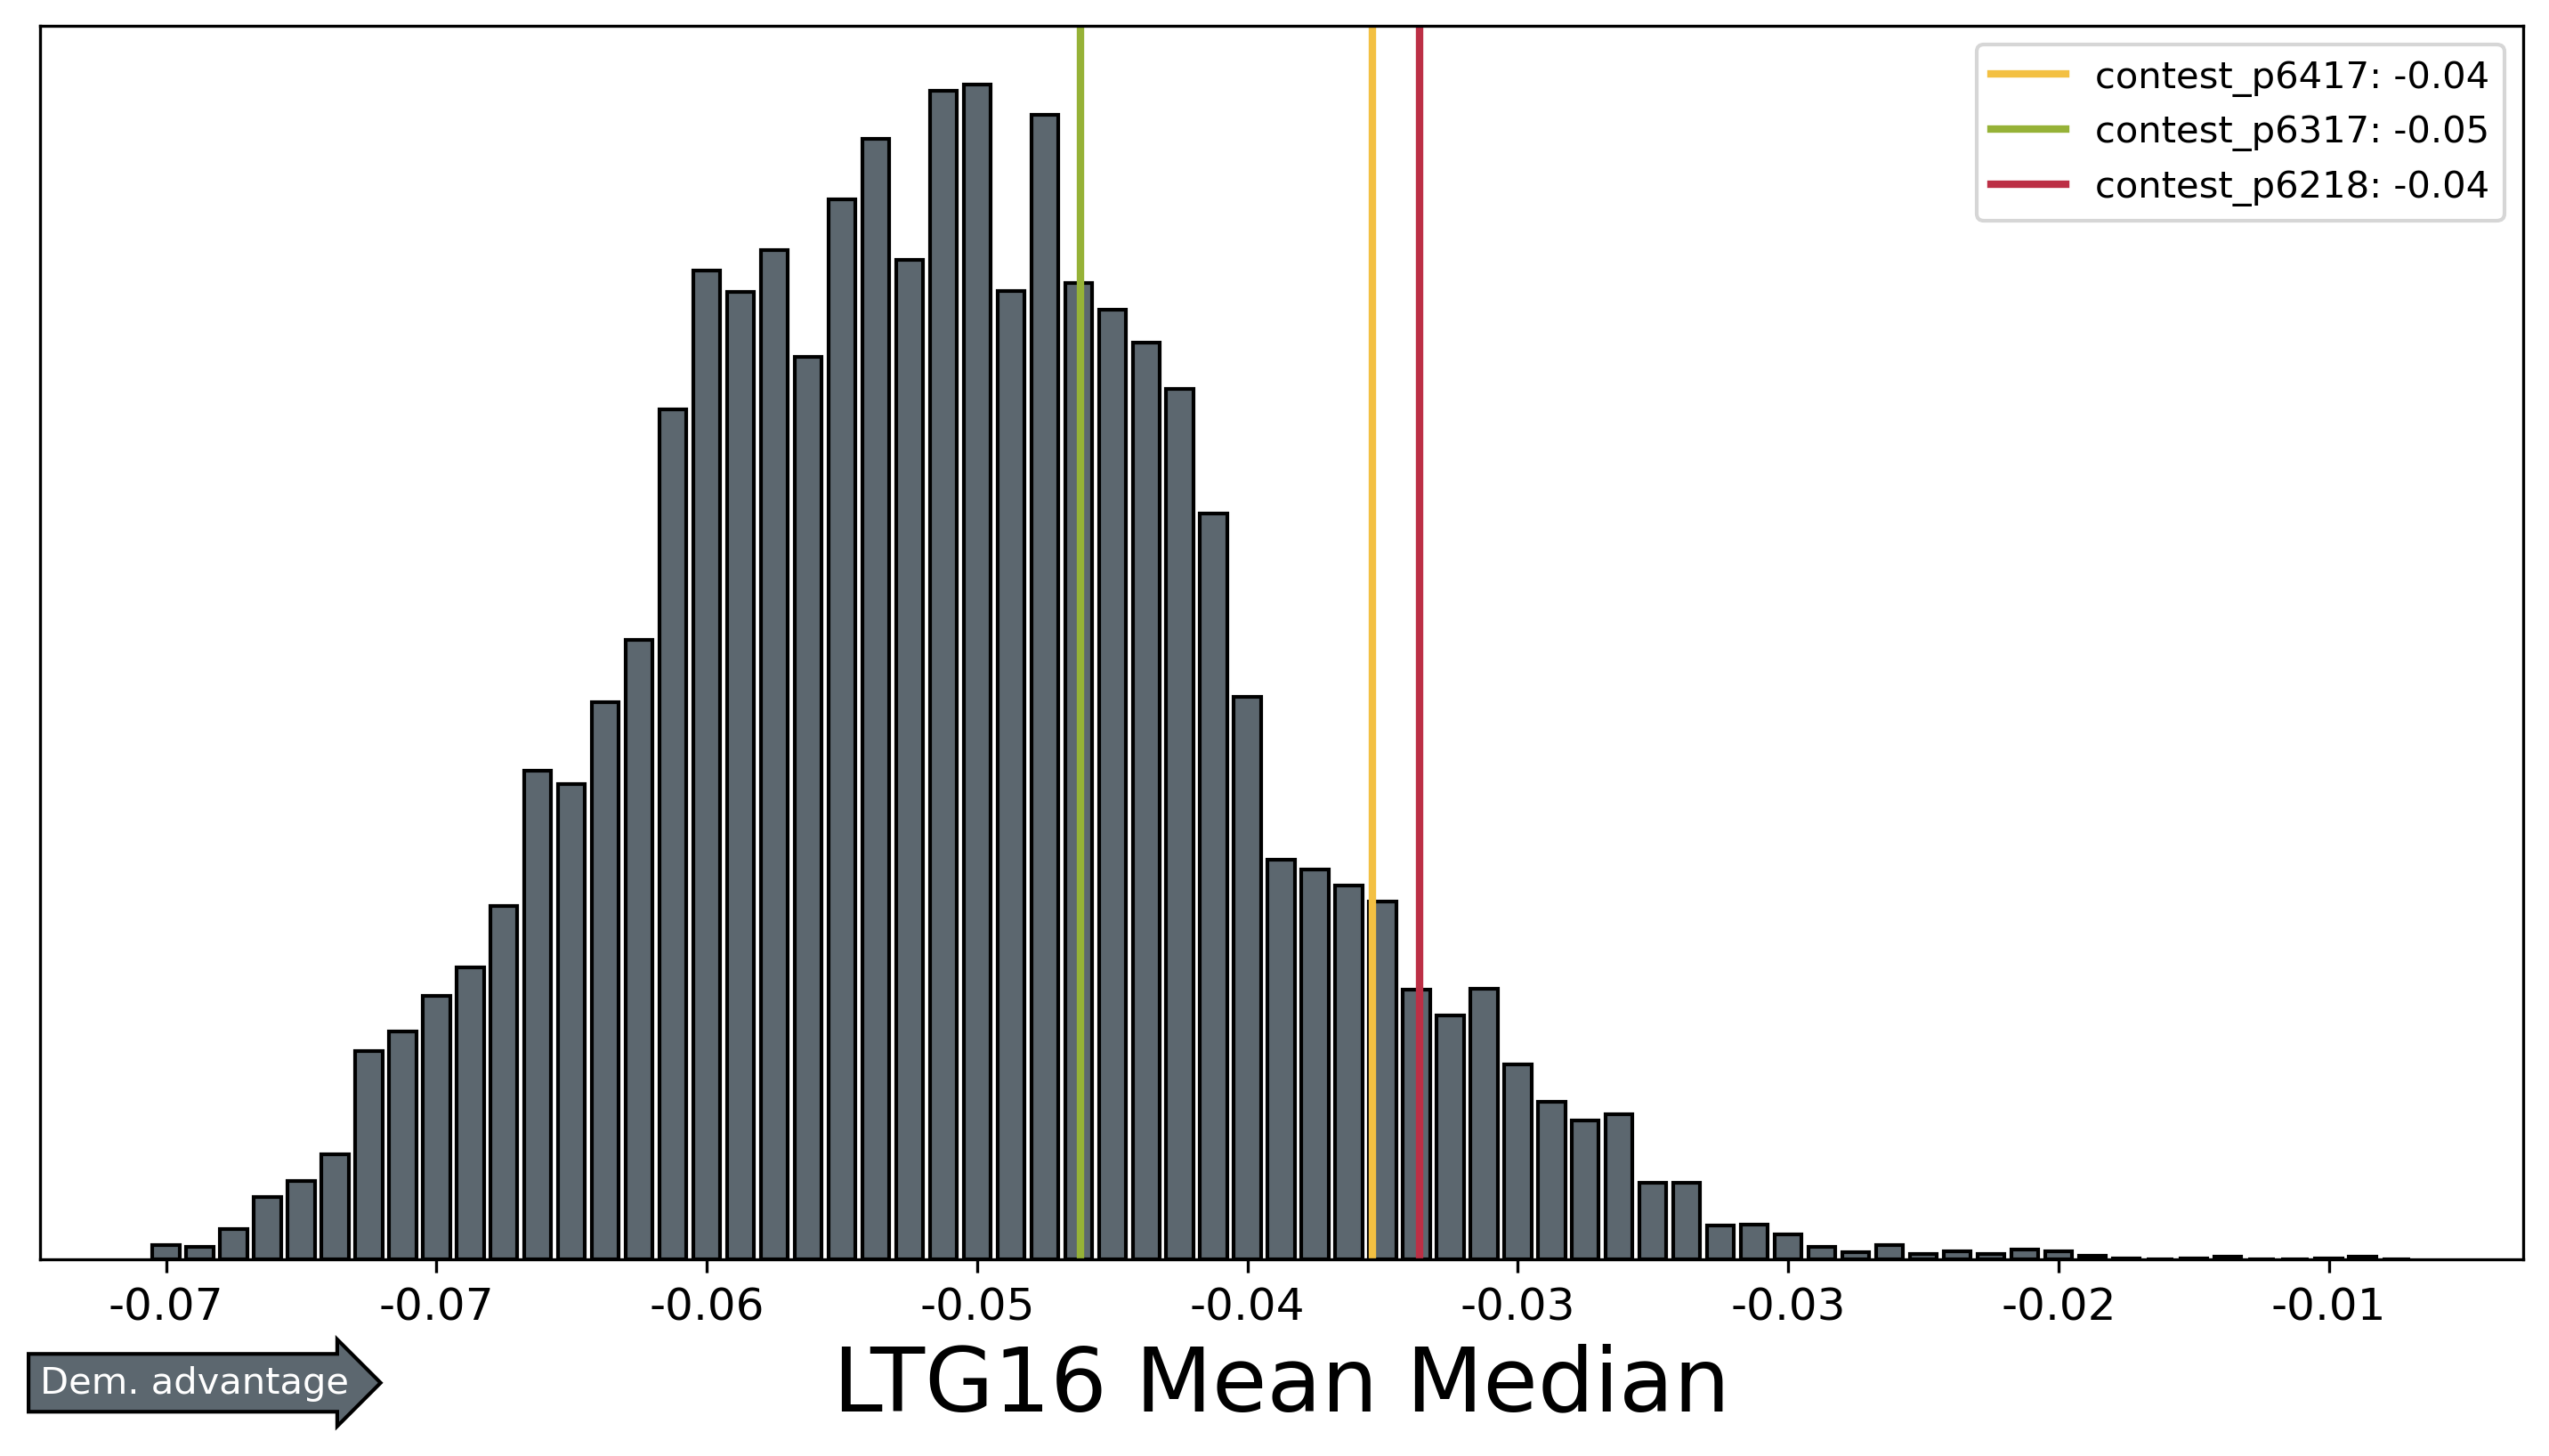 contest_p6417: -0.04
contest_p6317: -0.05
contest_p6218: -0.04
-0.07 -0.07 -0.06 -0.05 -0.04 -0.03 -0.03 -0.02 -0.01
Dem. advantage
LTG16 Mean Median